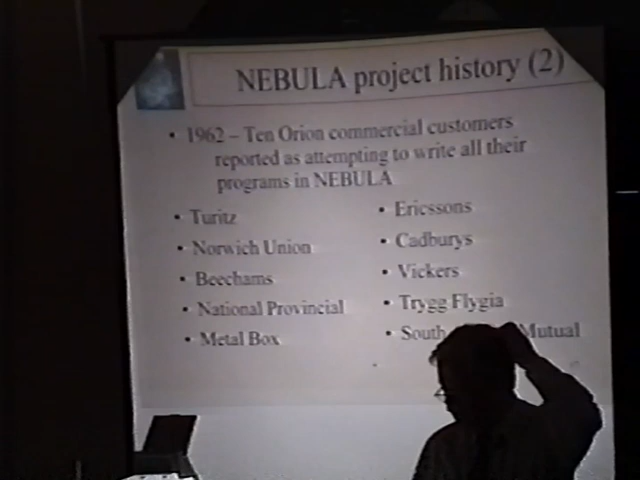 NEBULA project history (2)
• 1962 – Ten Orion commercial customers
reported as attempting to write all their
programs in NEBULA
• Turitz
• Norwich Union
• Beechams
• National Provincial
• Metal Box
• Ericssons
• Cadburys
• Vickers
• Trygg Flygia
• South Mutual